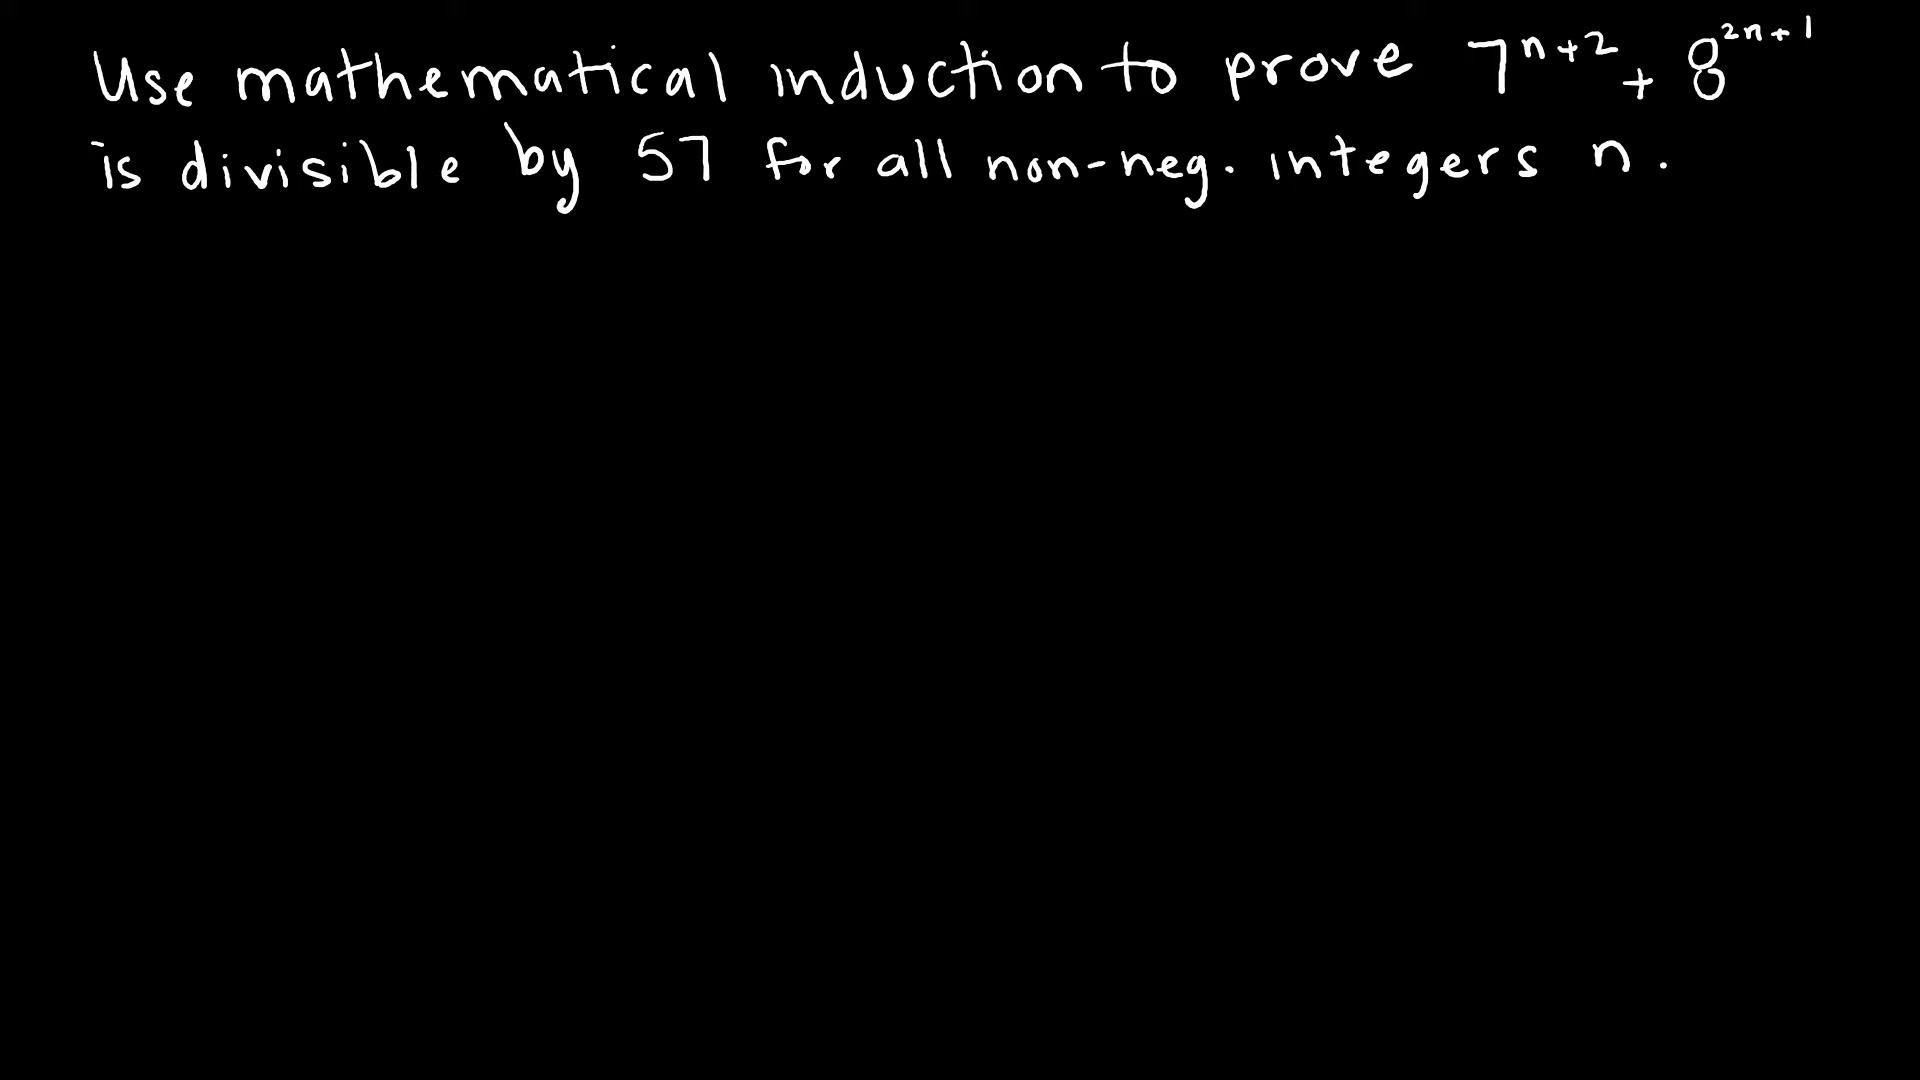 Use mathematical induction to prove 7^{n+2} + 8^{2n+1}
is divisible by 57 for all non-neg. integers n.